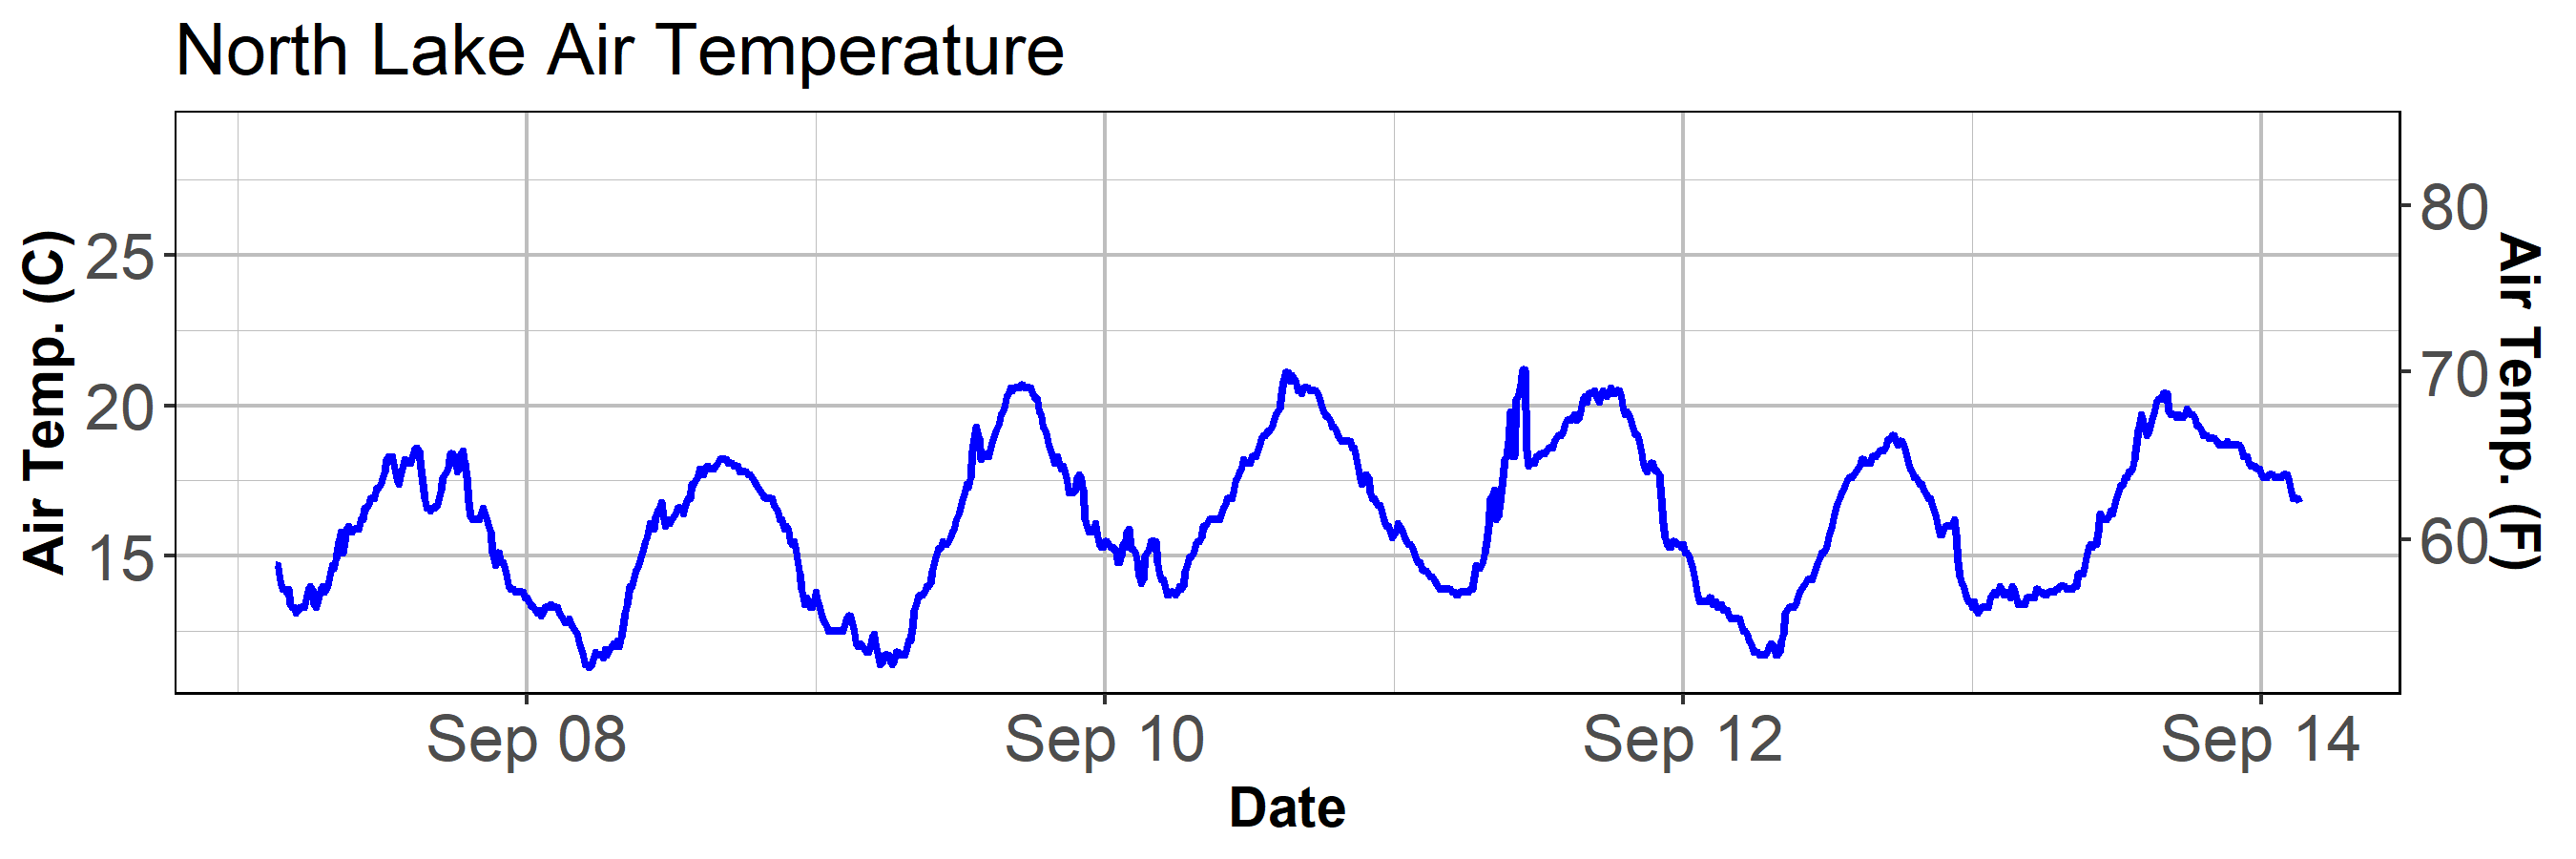 North Lake Air Temperature
Air Temp. (C)
25
20
15
80
70
60
Air Temp. (F)
Sep 08
Sep 10
Sep 12
Sep 14
Date